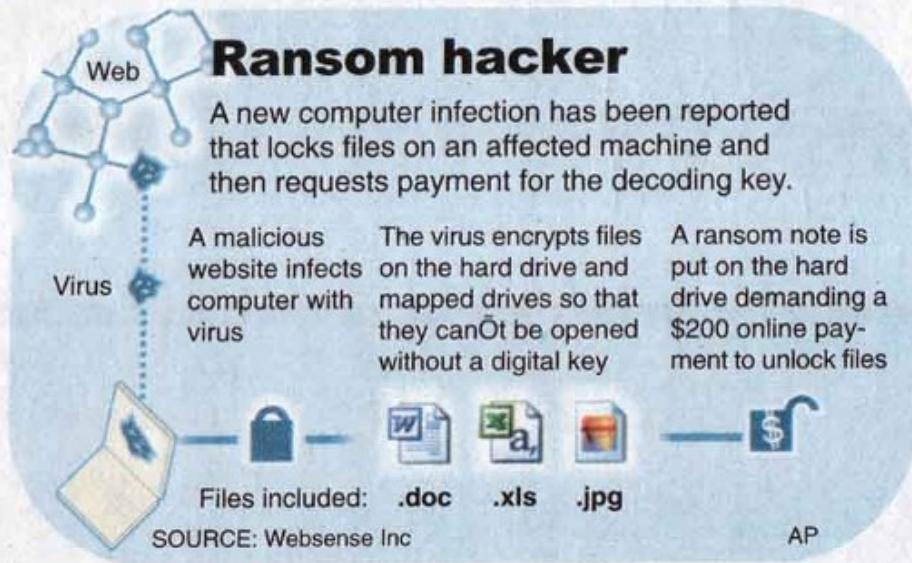 Web
Ransom hacker
A new computer infection has been reported
that locks files on an affected machine and
then requests payment for the decoding key.
Virus
A malicious
website infects
computer with
virus
The virus encrypts files
on the hard drive and
mapped drives so that
they canÕt be opened
without a digital key
A ransom note is
put on the hard
drive demanding a
$200 online pay-
ment to unlock files
W
X
a,
$
Files included: .doc .xls .jpg
SOURCE: Websense Inc
AP